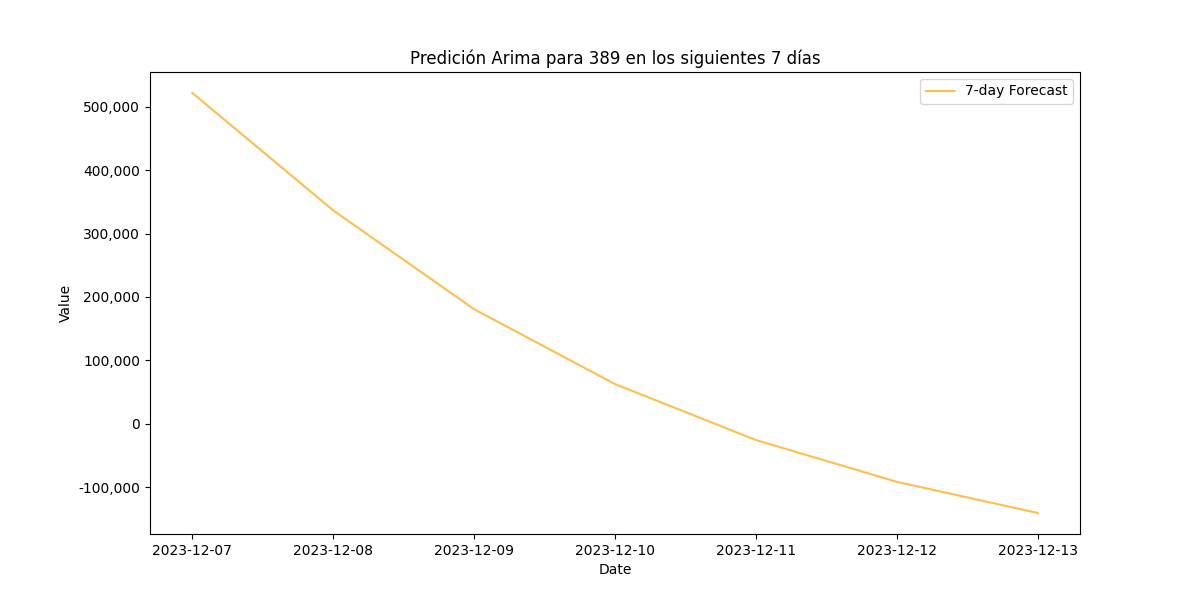 Predición Arima para 389 en los siguientes 7 días
7-day Forecast
500,000
400,000
300,000
200,000
100,000
0
-100,000
Value
2023-12-07 2023-12-08 2023-12-09 2023-12-10 2023-12-11 2023-12-12 2023-12-13
Date